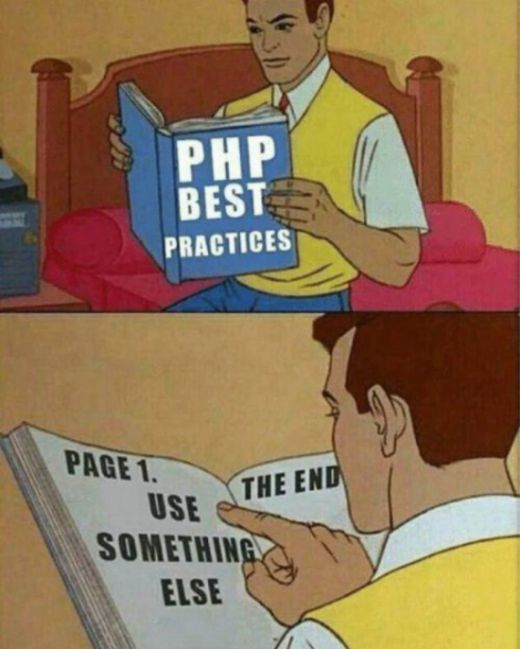 PHP
BEST
PRACTICES
PAGE 1.
USE
SOMETHING
ELSE
THE END